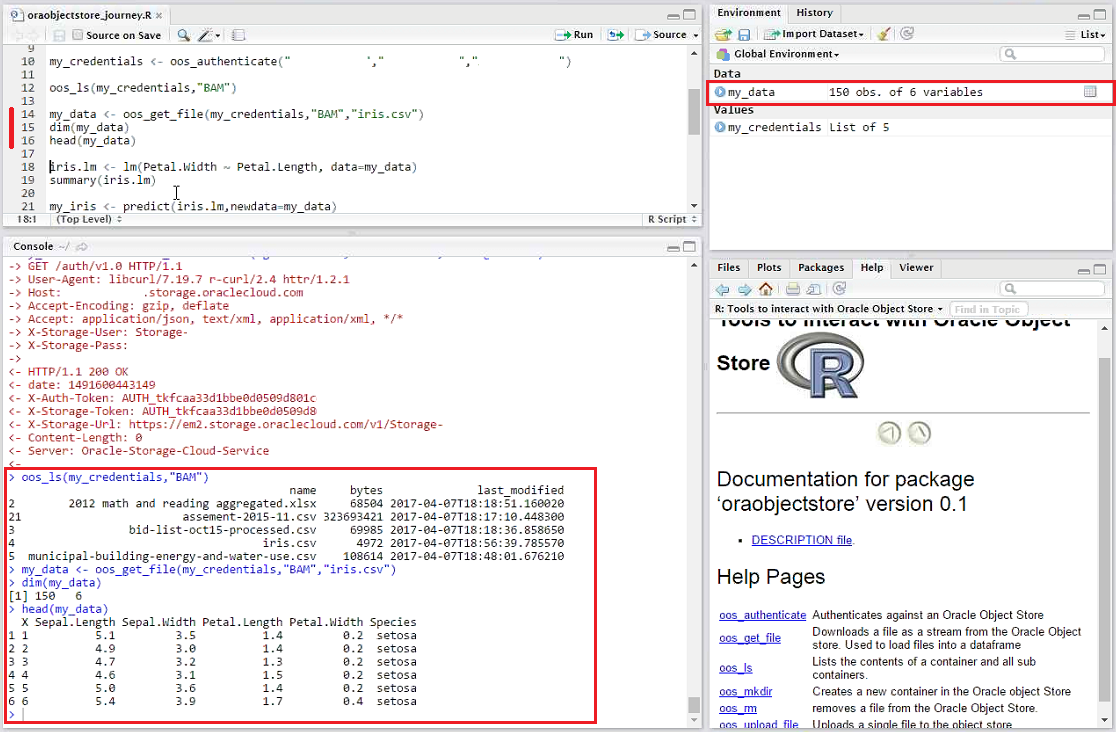 oraobjectstore_journey.R ×
Source on Save
Run
Source
9
10 my_credentials <- oos_authenticate(" "," "," ")
11
12 oos_ls(my_credentials,"BAM")
13
14 my_data <- oos_get_file(my_credentials,"BAM","iris.csv")
15 dim(my_data)
16 head(my_data)
17
18 iris.lm <- lm(Petal.Width ~ Petal.Length, data=my_data)
19 summary(iris.lm)
20
21 my_iris <- predict(iris.lm,newdata=my_data)
18:1 (Top Level) R Script
Console ~/
-> GET /auth/v1.0 HTTP/1.1
-> User-Agent: libcurl/7.19.7 r-curl/2.4 httr/1.2.1
-> Host: .storage.oraclecloud.com
-> Accept-Encoding: gzip, deflate
-> Accept: application/json, text/xml, application/xml, */*
-> X-Storage-User: Storage-
-> X-Storage-Pass:
->
<- HTTP/1.1 200 OK
<- date: 1491600443149
<- X-Auth-Token: AUTH_tkfcaa33d1bbe0d0509d801c
<- X-Storage-Token: AUTH_tkfcaa33d1bbe0d0509d8
<- X-Storage-Url: https://em2.storage.oraclecloud.com/v1/Storage-
<- Content-Length: 0
<- Server: Oracle-Storage-Cloud-Service
<-
> oos_ls(my_credentials,"BAM")
name bytes last_modified
2 2012 math and reading aggregated.xlsx 68504 2017-04-07T18:18:51.160020
21 assement-2015-11.csv 323693421 2017-04-07T18:17:10.448300
3 bid-list-oct15-processed.csv 69985 2017-04-07T18:18:36.858650
4 iris.csv 4972 2017-04-07T18:56:39.785570
5 municipal-building-energy-and-water-use.csv 108614 2017-04-07T18:48:01.676210
> my_data <- oos_get_file(my_credentials,"BAM","iris.csv")
> dim(my_data)
[1] 150 6
> head(my_data)
X Sepal.Length Sepal.Width Petal.Length Petal.Width Species
1 1 5.1 3.5 1.4 0.2 setosa
2 2 4.9 3.0 1.4 0.2 setosa
3 3 4.7 3.2 1.3 0.2 setosa
4 4 4.6 3.1 1.5 0.2 setosa
5 5 5.0 3.6 1.4 0.2 setosa
6 6 5.4 3.9 1.7 0.4 setosa
>
Environment History
Import Dataset List
Global Environment
Data
my_data 150 obs. of 6 variables
Values
my_credentials List of 5
Files Plots Packages Help Viewer
R: Tools to interact with Oracle Object Store Find in Topic
Tools to interact with Oracle Object
Store R
Documentation for package
‘oraobjectstore’ version 0.1
• DESCRIPTION file.
Help Pages
oos_authenticate Authenticates against an Oracle Object Store
oos_get_file Downloads a file as a stream from the Oracle Object
store. Used to load files into a dataframe
oos_ls Lists the contents of a container and all sub
containers.
oos_mkdir Creates a new container in the Oracle object Store
oos_rm removes a file from the Oracle Object Store.
oos_upload_file Uploads a single file to the object store